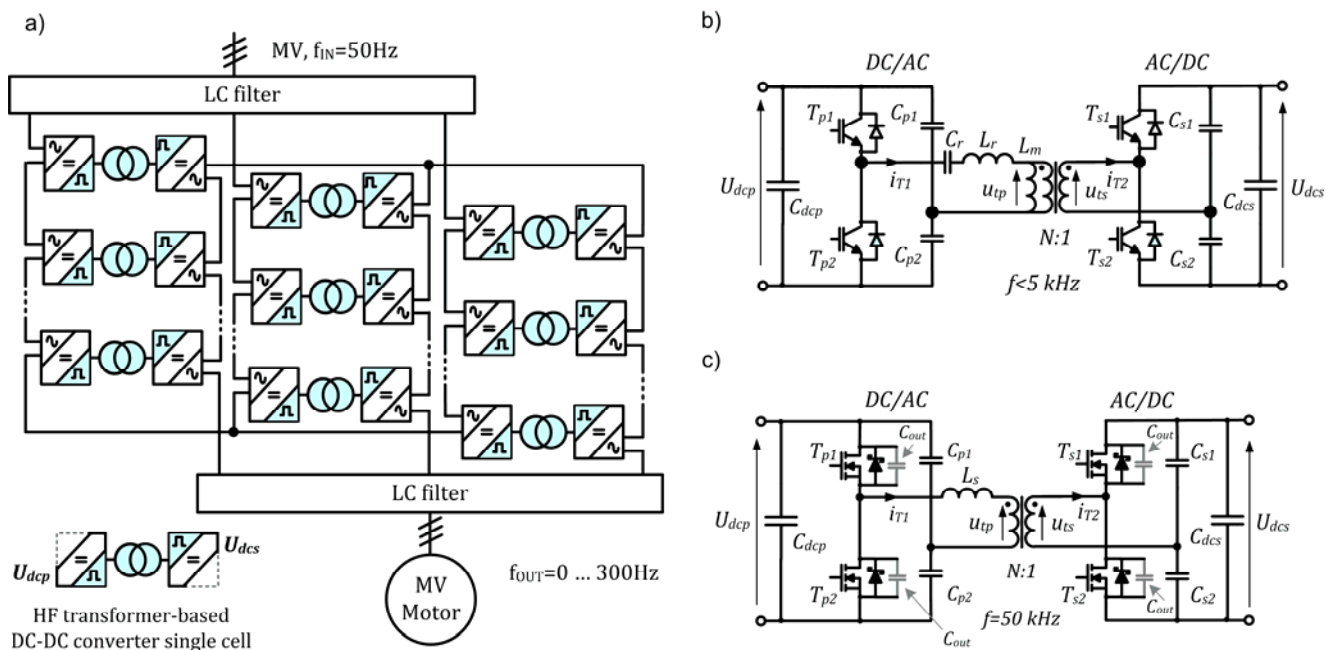 a)
MV, f_IN=50Hz
LC filter
LC filter
MV
Motor
f_OUT=0 ... 300Hz
U_dcp
U_dcs
HF transformer-based
DC-DC converter single cell
b)
DC/AC
AC/DC
T_p1
C_p1
C_r
L_r
L_m
T_s1
C_s1
U_dcp
C_dcp
i_T1
u_tp
u_ts
i_T2
C_dcs
U_dcs
T_p2
C_p2
N:1
T_s2
C_s2
f<5 kHz
c)
DC/AC
AC/DC
T_p1
C_out
C_p1
L_s
T_s1
C_out
C_s1
U_dcp
C_dcp
i_T1
u_tp
u_ts
i_T2
C_dcs
U_dcs
T_p2
C_p2
N:1
T_s2
C_out
C_s2
C_out
f=50 kHz